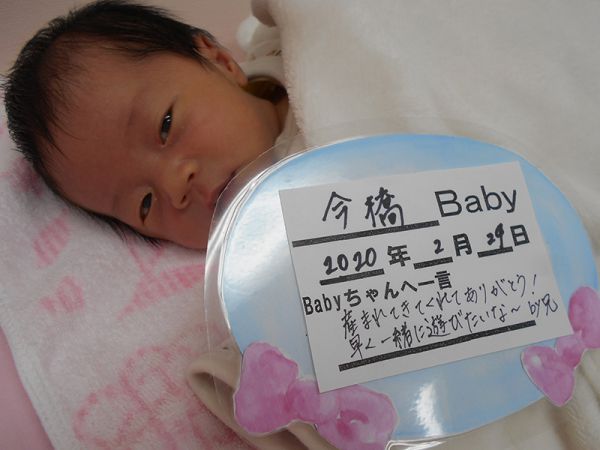 今橋 Baby
2020年2月29日
Babyちゃんへ一言
産まれてきてくれてありがとう!
早く一緒に遊びたいな〜 by兄